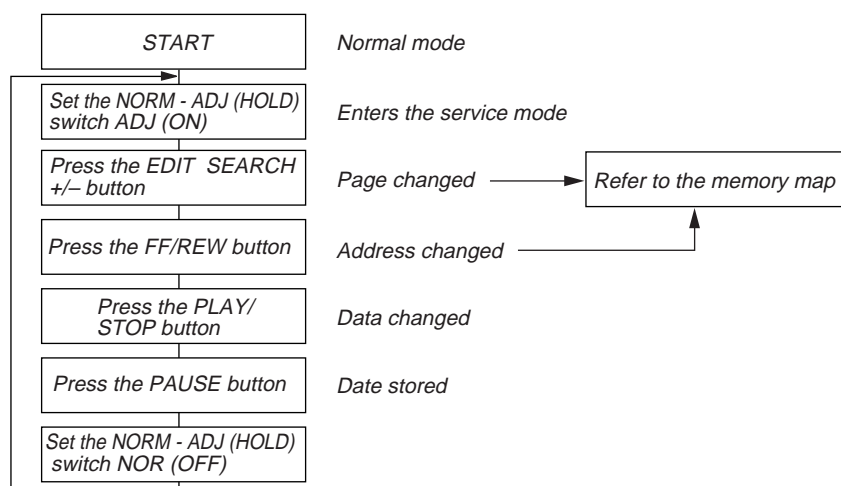 START
Normal mode
Set the NORM - ADJ (HOLD)
switch ADJ (ON)
Enters the service mode
Press the EDIT SEARCH
+/– button
Page changed
Refer to the memory map
Press the FF/REW button
Address changed
Press the PLAY/
STOP button
Data changed
Press the PAUSE button
Date stored
Set the NORM - ADJ (HOLD)
switch NOR (OFF)